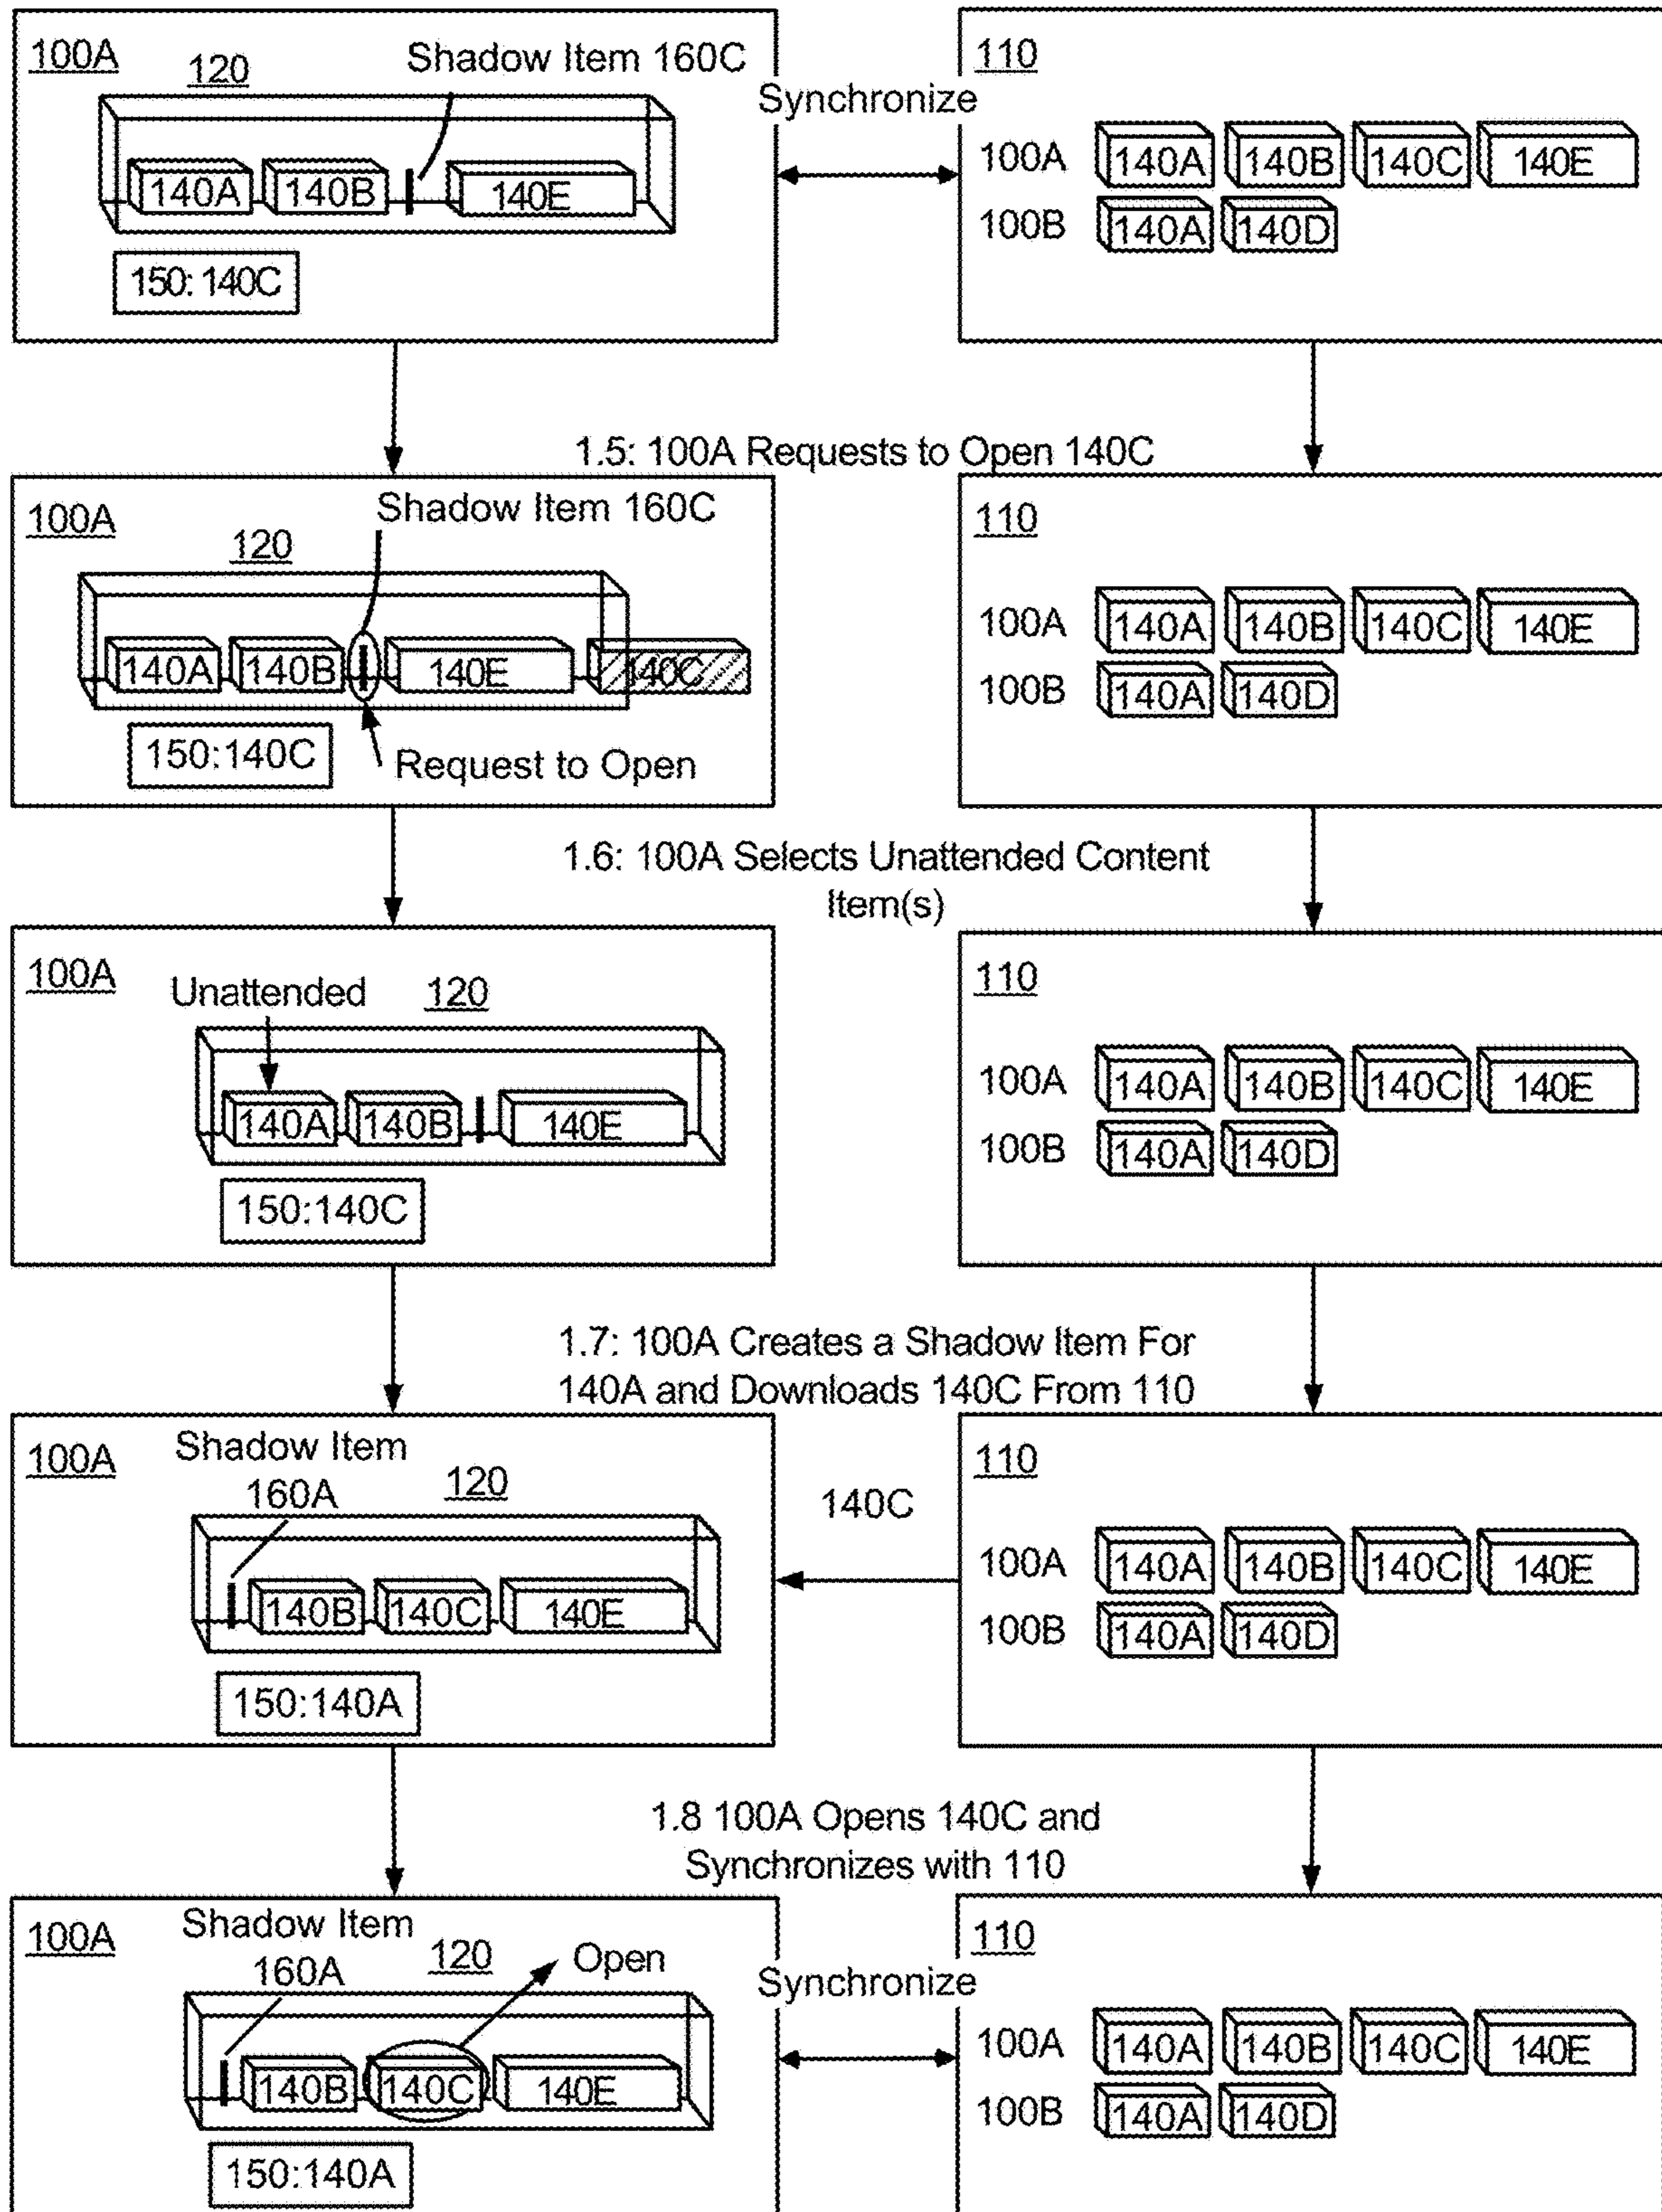 100A
120
Shadow Item 160C
140A 140B 140E
150: 140C
Synchronize
110
100A 140A 140B 140C 140E
100B 140A 140D
1.5: 100A Requests to Open 140C
100A
Shadow Item 160C
120
140A 140B 140E 140C
150:140C
Request to Open
110
100A 140A 140B 140C 140E
100B 140A 140D
1.6: 100A Selects Unattended Content
Item(s)
100A
Unattended
120
140A 140B 140E
150:140C
110
100A 140A 140B 140C 140E
100B 140A 140D
1.7: 100A Creates a Shadow Item For
140A and Downloads 140C From 110
100A
Shadow Item
160A
120
140B 140C 140E
150:140A
140C
110
100A 140A 140B 140C 140E
100B 140A 140D
1.8 100A Opens 140C and
Synchronizes with 110
100A
Shadow Item
160A
120
Open
140B 140C 140E
150:140A
Synchronize
110
100A 140A 140B 140C 140E
100B 140A 140D